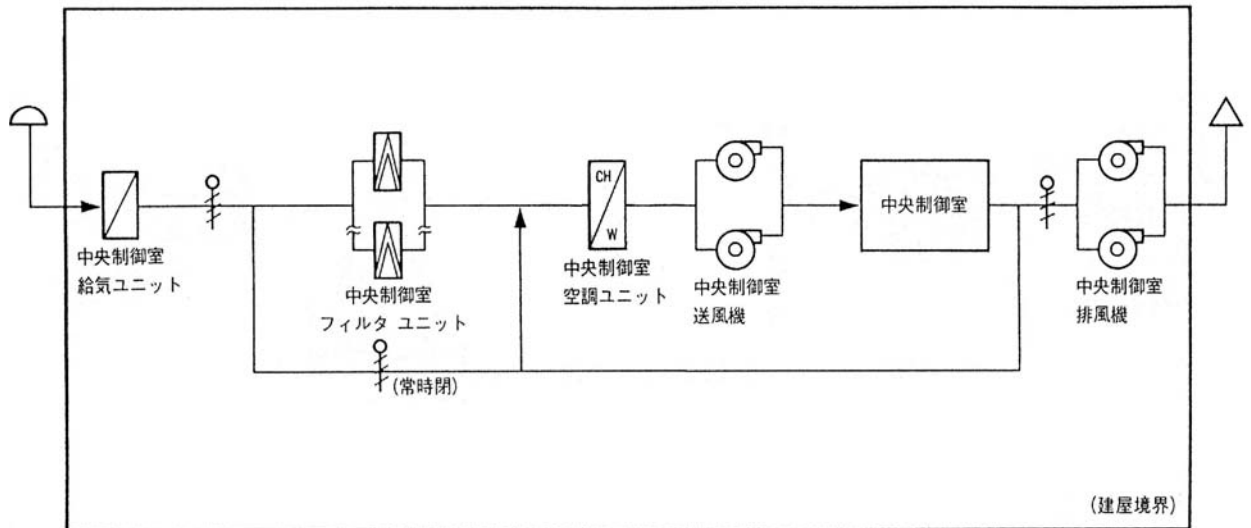 中央制御室
給気ユニット
中央制御室
フィルタ ユニット
(常時閉)
CH
W
中央制御室
空調ユニット
中央制御室
送風機
中央制御室
中央制御室
排風機
(建屋境界)